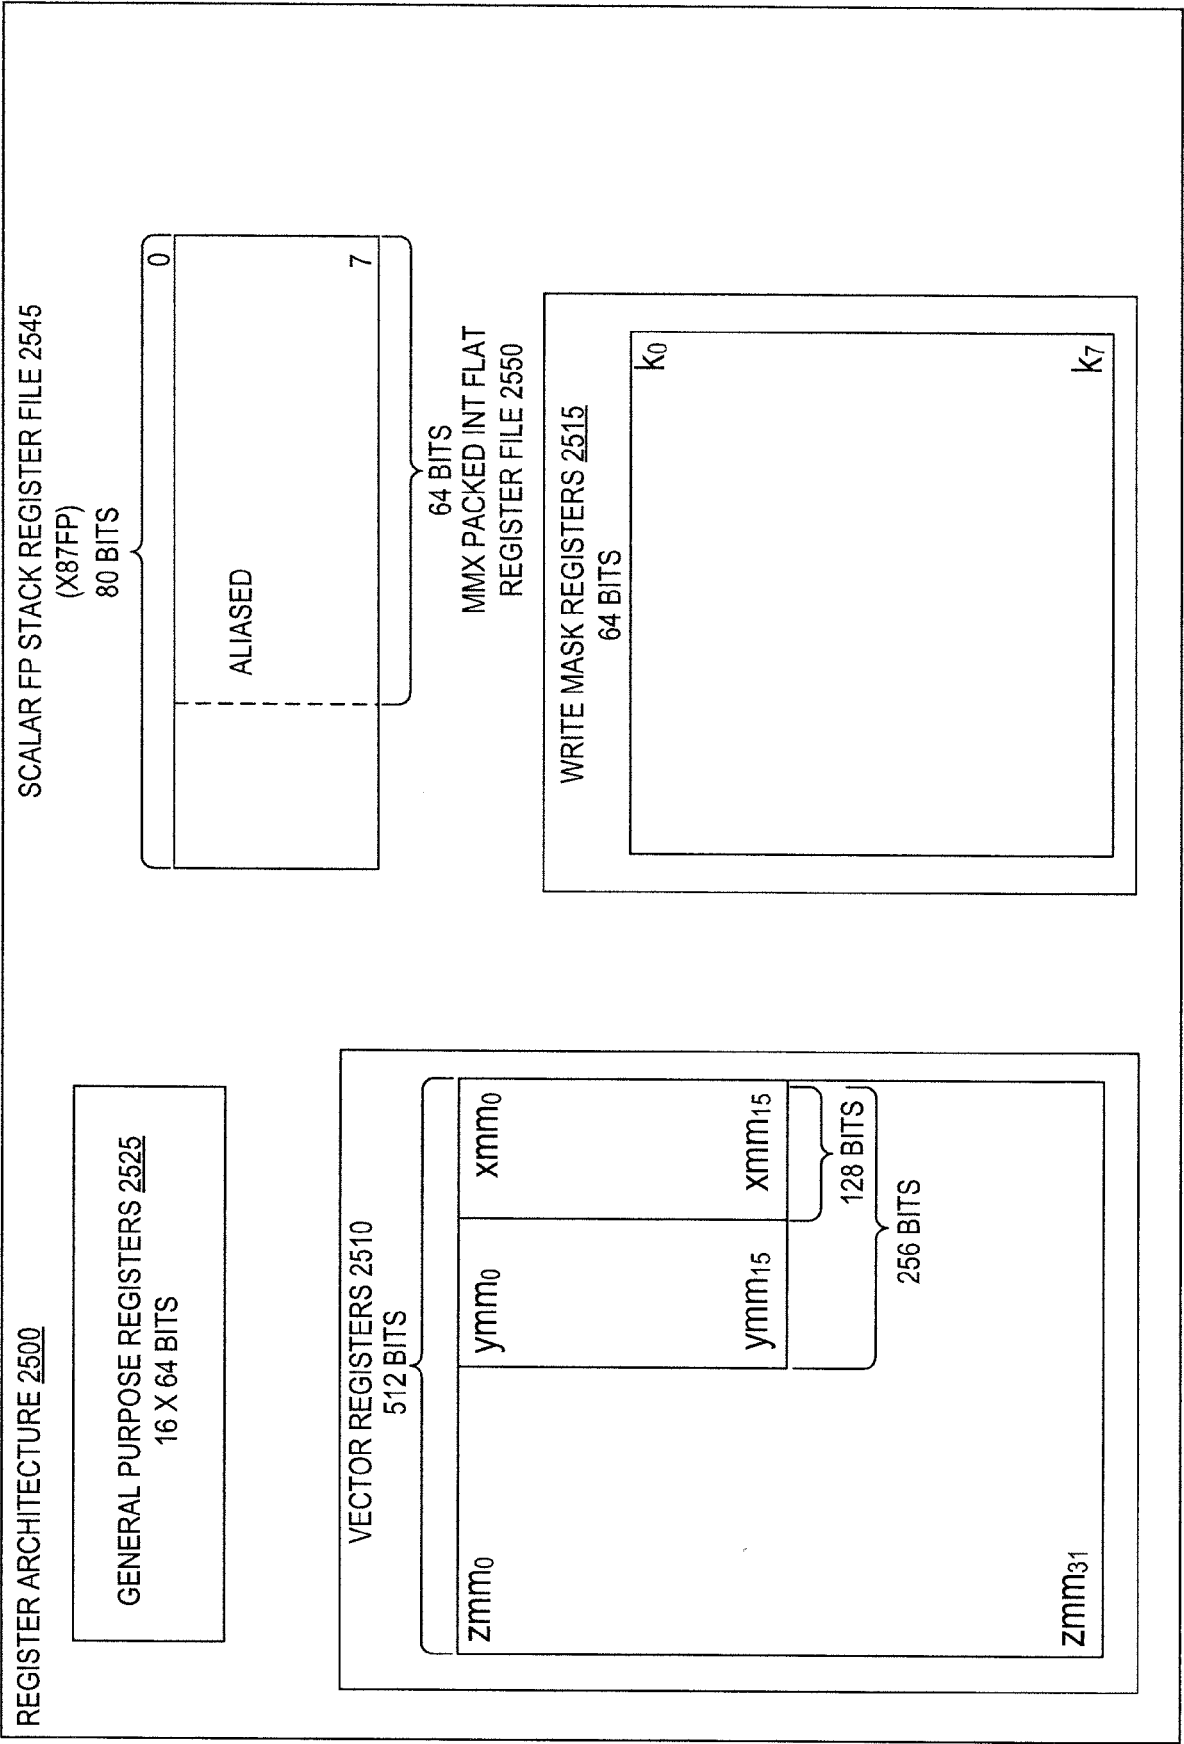 REGISTER ARCHITECTURE 2500
GENERAL PURPOSE REGISTERS 2525
16 X 64 BITS
VECTOR REGISTERS 2510
512 BITS
zmm0
ymm0
xmm0
ymm15
xmm15
128 BITS
256 BITS
zmm31
SCALAR FP STACK REGISTER FILE 2545
(X87FP)
80 BITS
0
ALIASED
7
64 BITS
MMX PACKED INT FLAT
REGISTER FILE 2550
WRITE MASK REGISTERS 2515
64 BITS
k0
k7